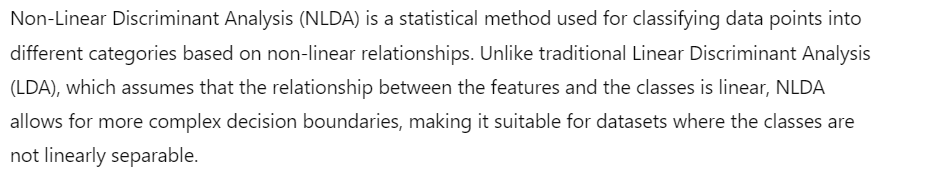 Non-Linear Discriminant Analysis (NLDA) is a statistical method used for classifying data points into
different categories based on non-linear relationships. Unlike traditional Linear Discriminant Analysis
(LDA), which assumes that the relationship between the features and the classes is linear, NLDA
allows for more complex decision boundaries, making it suitable for datasets where the classes are
not linearly separable.